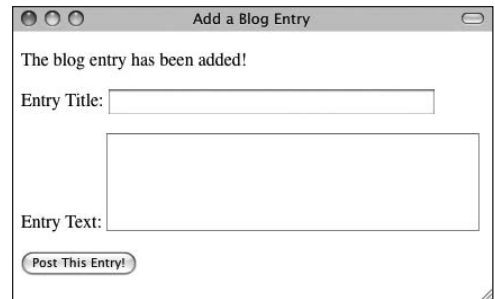 Add a Blog Entry
The blog entry has been added!
Entry Title:
Entry Text:
Post This Entry!